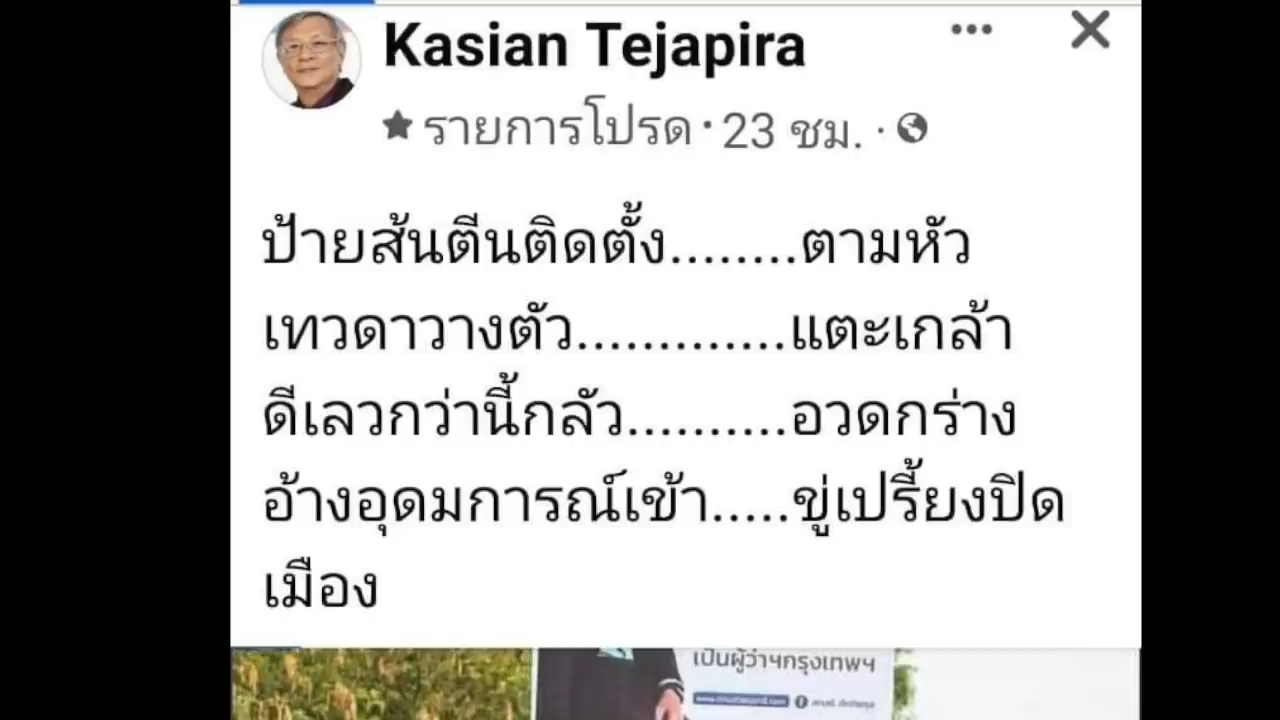 Kasian Tejapira
รายการโปรด · 23 ชม. ·
ป้ายส้นตีนติดตั้ง........ตามหัว
เทวดาวางตัว.............แตะเกล้า
ดีเลวกว่านี้กลัว..........อวดกร่าง
อ้างอุดมการณ์เข้า.....ขู่เปรี้ยงปิด
เมือง
เป็นผู้ว่าฯกรุงเทพฯ